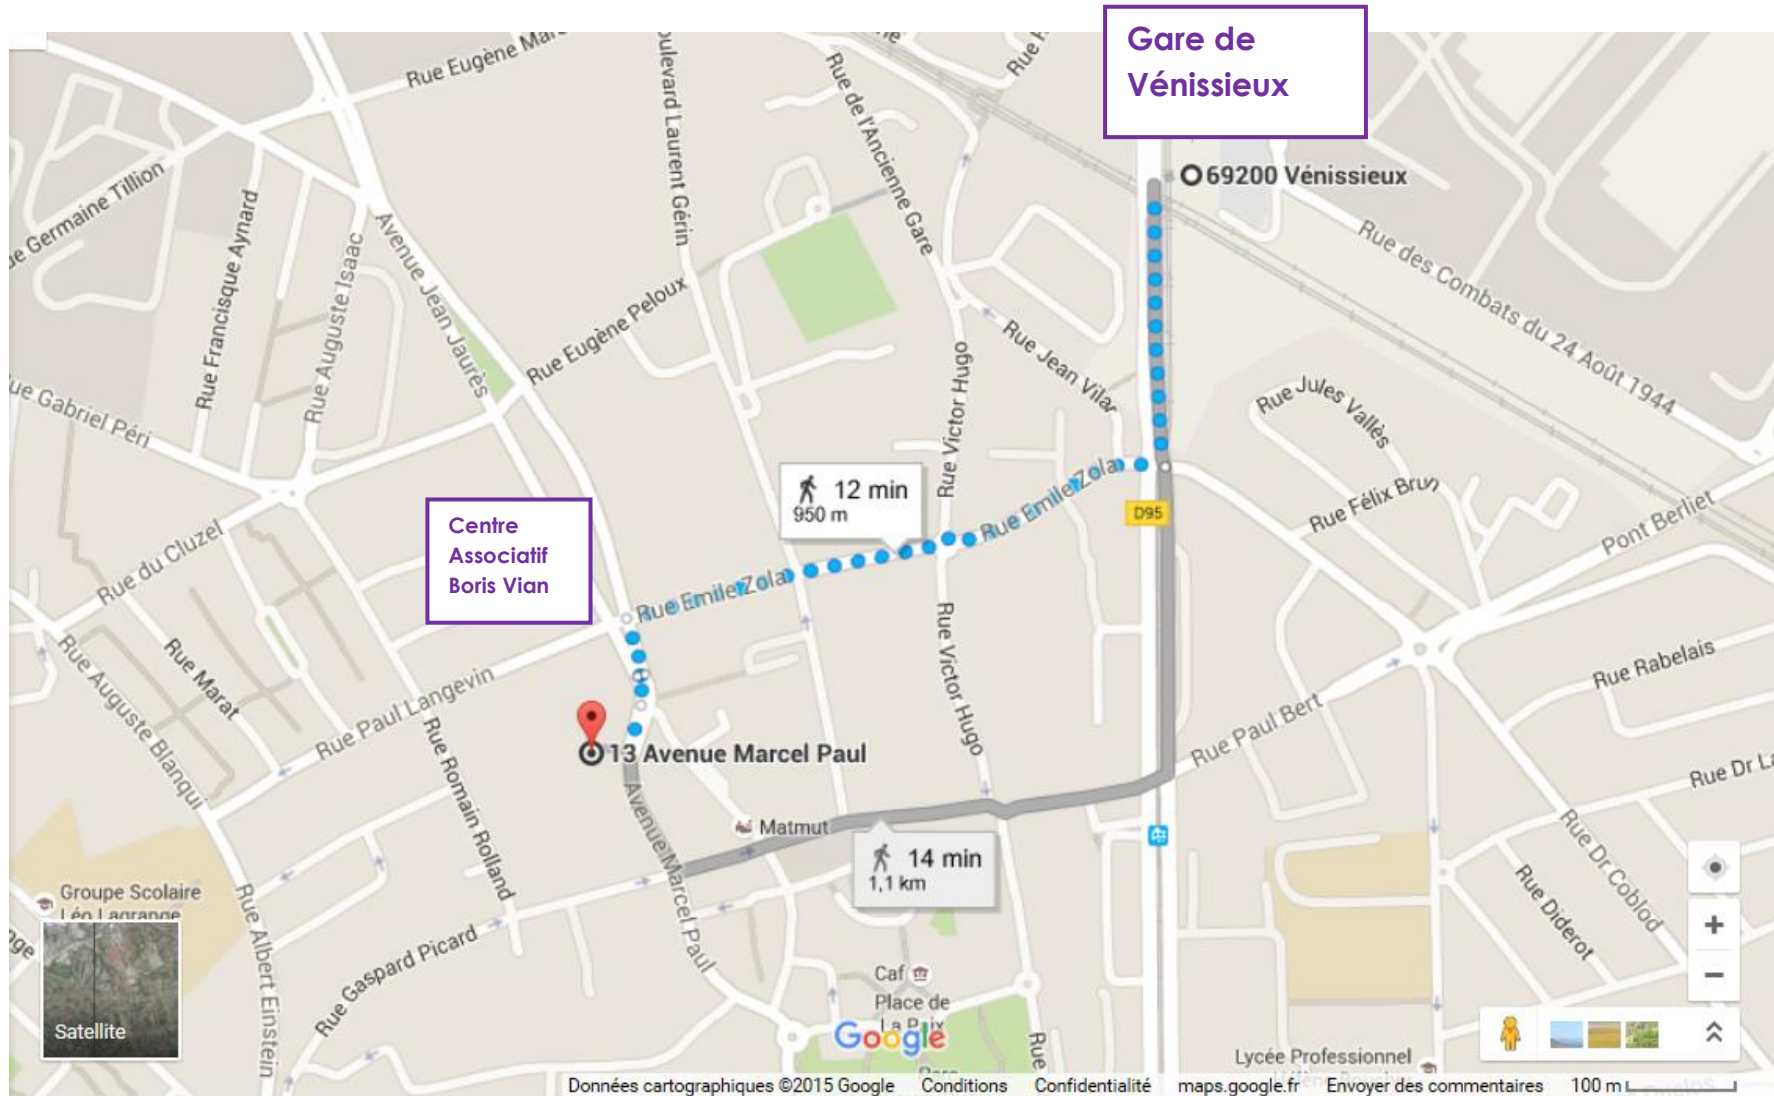 Gare de
Vénissieux
69200 Vénissieux
Rue Eugène
Rue Germaine Tillion
Rue Francisque Aynard
Rue Auguste Isaac
Avenue Jean Jaurès
Boulevard Laurent Gérin
Rue de l'Ancienne Gare
Rue des Combats du 24 Août 1944
Rue Eugène Peloux
Rue Jean Vilar
Rue Victor Hugo
Rue Gabriel Péri
Rue Jules Vallès
Rue Félix Brun
Pont Berliet
12 min
950 m
D95
Centre
Associatif
Boris Vian
Rue Emile Zola
Rue Emile Zola
Rue du Cluzel
Rue Marat
Rue Auguste Blanqui
Rue Paul Langevin
Rue Romain Rolland
Rue Victor Hugo
Rue Paul Bert
Rue Rabelais
13 Avenue Marcel Paul
Avenue Marcel Paul
Matmut
14 min
1,1 km
Rue Dr Coblod
Rue Diderot
Groupe Scolaire
Léo Lagrange
Rue Albert Einstein
Rue Gaspard Picard
Caf
Place de
La Paix
Rue
Satellite
Google
Lycée Professionnel
Données cartographiques ©2015 Google Conditions Confidentialité maps.google.fr Envoyer des commentaires 100 m